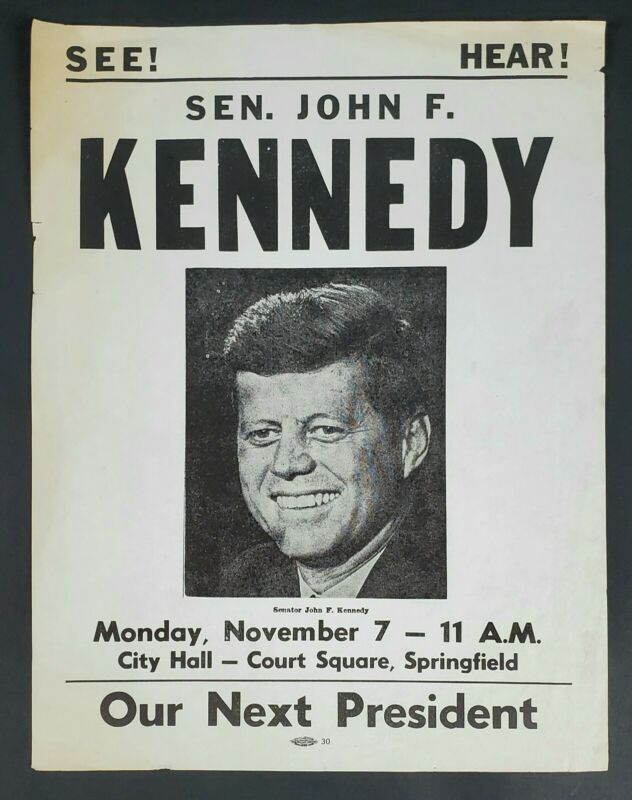 SEE! HEAR!
SEN. JOHN F.
KENNEDY
Senator John F. Kennedy
Monday, November 7 – 11 A.M.
City Hall – Court Square, Springfield
Our Next President
30